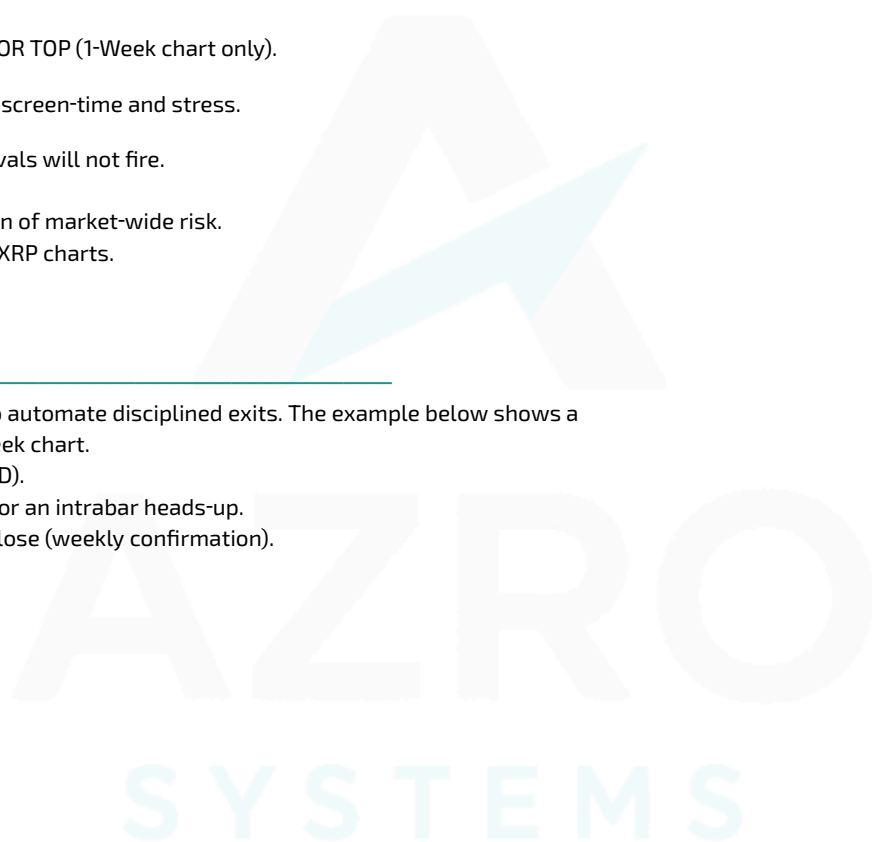 OR TOP (1-Week chart only).
screen-time and stress.
vals will not fire.
n of market-wide risk.
XRP charts.
automate disciplined exits. The example below shows a
ek chart.
D).
or an intrabar heads-up.
lose (weekly confirmation).
AZRO
SYSTEMS